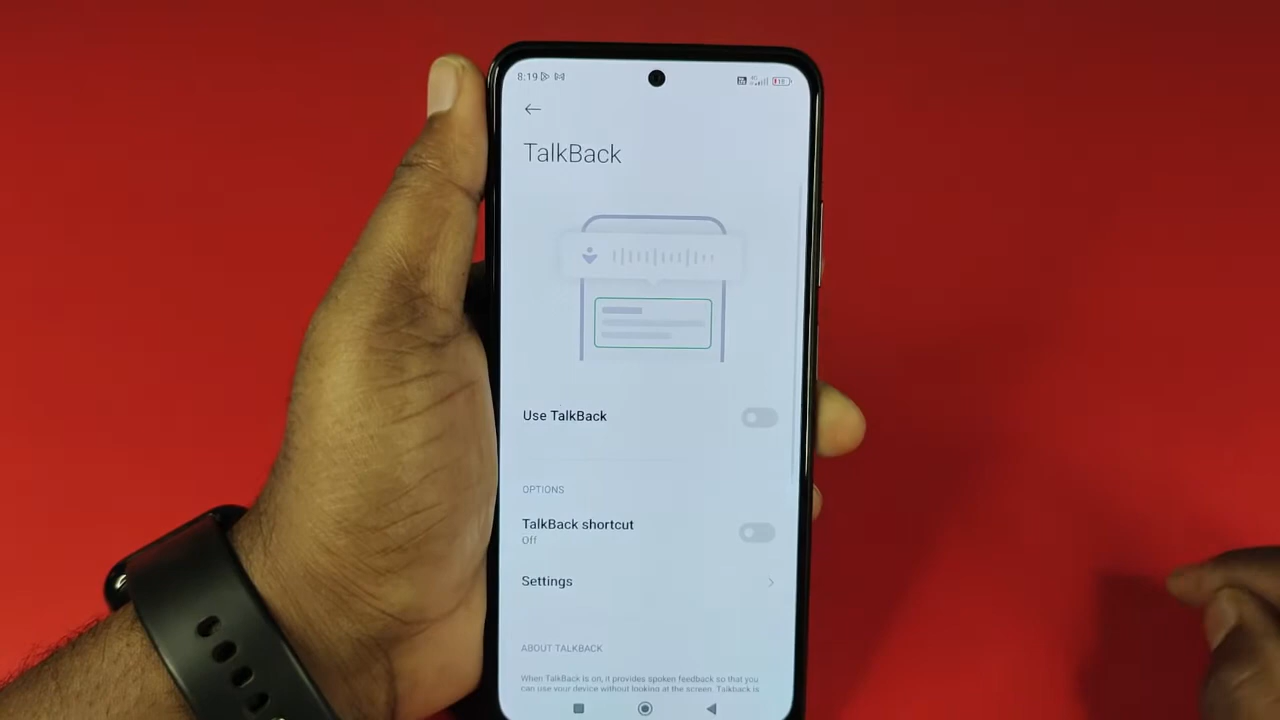 8:19
TalkBack
Use TalkBack
OPTIONS
TalkBack shortcut
Off
Settings
ABOUT TALKBACK
When TalkBack is on, it provides spoken feedback so that you
can use your device without looking at the screen. Talkback is